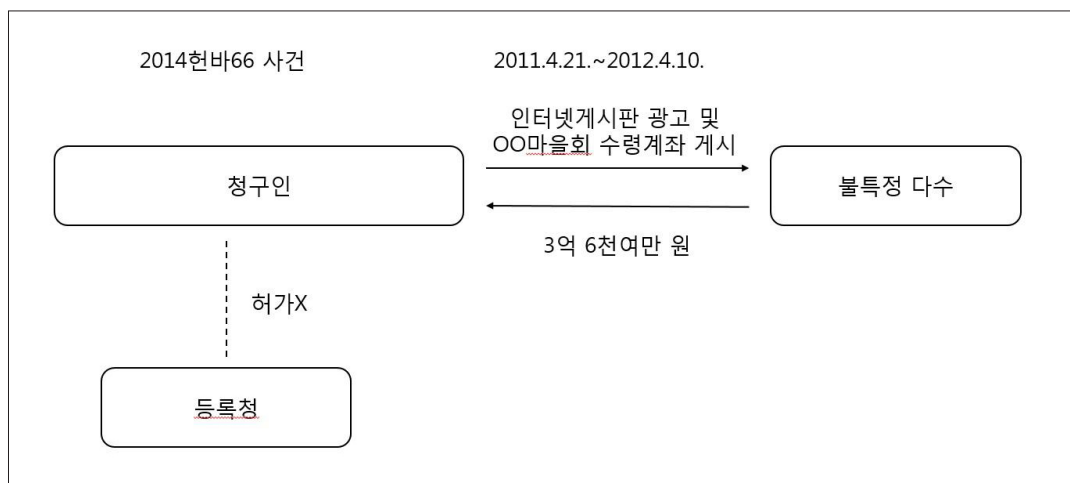 2014헌바66 사건
2011.4.21.~2012.4.10.
인터넷게시판 광고 및
OO마을회 수령계좌 게시
청구인
불특정 다수
3억 6천여만 원
허가X
등록청